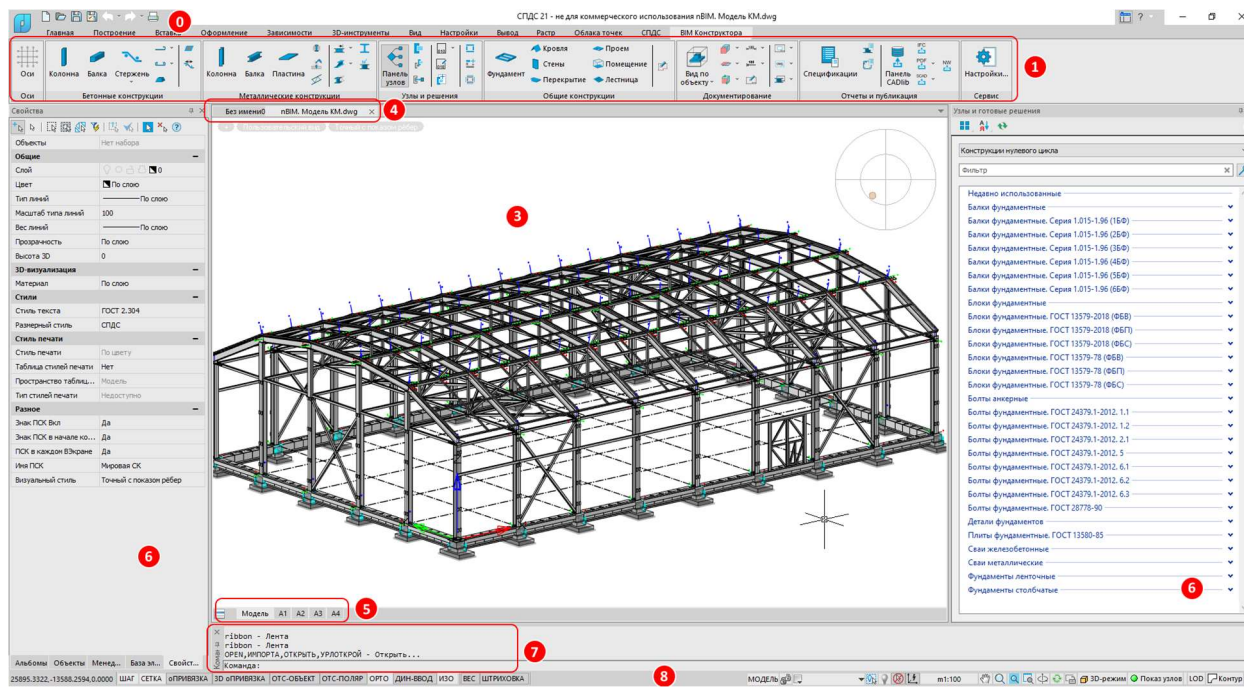 СПДС 21 - не для коммерческого использования nBIM. Модель КМ.dwg
0
Главная Построение Вставка Оформление Зависимости 3D-инструменты Вид Настройки Вывод Растр Облака точек СПДС BIM Конструктора
Оси
Колонна Балка Стержень
Колонна Балка Пластина
Панель узлов
Фундамент
Кровля
Стены
Перекрытие
Проем
Помещение
Лестница
Вид по объекту
Спецификации
Панель CADlib
Настройки...
1
Оси Бетонные конструкции Металлические конструкции Узлы и решения Общие конструкции Документирование Отчеты и публикация Сервис
Свойства
Без имени0 nBIM. Модель КМ.dwg
4
Узлы и готовые решения
Объекты Нет набора
Общие
Слой 0
Цвет По слою
Тип линий По слою
Масштаб типа линий 100
Вес линий По слою
Прозрачность По слою
Высота 3D 0
3D-визуализация
Материал По слою
Стили
Стиль текста ГОСТ 2.304
Размерный стиль СПДС
Стиль печати
Стиль печати По цвету
Таблица стилей печати Нет
Пространство таблиц... Модель
Тип стилей печати Недоступно
Разное
Знак ПСК Вкл Да
Знак ПСК в начале ко... Да
ПСК в каждом ВЭкране Да
Имя ПСК Мировая СК
Визуальный стиль Точный с показом рёбер
6
Пользовательский вид Точный с показом рёбер
3
Конструкции нулевого цикла
Фильтр
Недавно использованные
Балки фундаментные
Балки фундаментные. Серия 1.015-1.96 (1БФ)
Балки фундаментные. Серия 1.015-1.96 (2БФ)
Балки фундаментные. Серия 1.015-1.96 (3БФ)
Балки фундаментные. Серия 1.015-1.96 (4БФ)
Балки фундаментные. Серия 1.015-1.96 (5БФ)
Балки фундаментные. Серия 1.015-1.96 (6БФ)
Блоки фундаментные
Блоки фундаментные. ГОСТ 13579-2018 (ФБВ)
Блоки фундаментные. ГОСТ 13579-2018 (ФБП)
Блоки фундаментные. ГОСТ 13579-2018 (ФБС)
Блоки фундаментные. ГОСТ 13579-78 (ФБВ)
Блоки фундаментные. ГОСТ 13579-78 (ФБП)
Блоки фундаментные. ГОСТ 13579-78 (ФБС)
Болты анкерные
Болты фундаментные. ГОСТ 24379.1-2012. 1.1
Болты фундаментные. ГОСТ 24379.1-2012. 1.2
Болты фундаментные. ГОСТ 24379.1-2012. 2.1
Болты фундаментные. ГОСТ 24379.1-2012. 5
Болты фундаментные. ГОСТ 24379.1-2012. 6.1
Болты фундаментные. ГОСТ 24379.1-2012. 6.2
Болты фундаментные. ГОСТ 24379.1-2012. 6.3
Болты фундаментные. ГОСТ 28778-90
Детали фундаментов
Плиты фундаментные. ГОСТ 13580-85
Сваи железобетонные
Сваи металлические
Фундаменты ленточные
Фундаменты столбчатые
6
Модель А1 А2 А3 А4
5
ribbon - Лента
ribbon - Лента
OPEN,ИМПОРТА,ОТКРЫТЬ,УРЛОТКРОЙ - Открыть...
Команда:
7
Альбомы Объекты Менед... База эл... Свойст...
25895.3322,-13588.2594,0.0000 ШАГ СЕТКА оПРИВЯЗКА 3D оПРИВЯЗКА ОТС-ОБЪЕКТ ОТС-ПОЛЯР ОРТО ДИН-ВВОД ИЗО ВЕС ШТРИХОВКА
8
МОДЕЛЬ m1:100 3D-режим Показ узлов LOD Контур